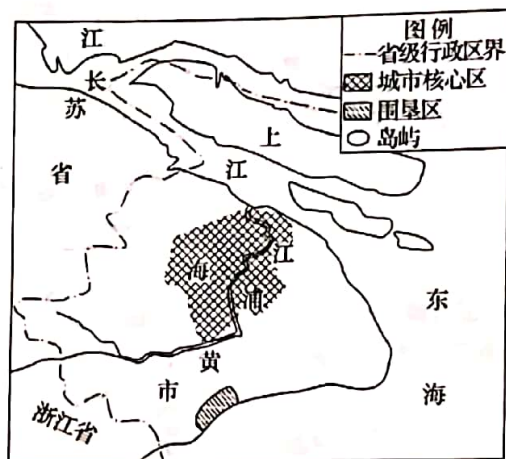 图例
省级行政区界
城市核心区
围垦区
岛屿
江
苏
省
长
江
上
海
市
黄
浦
江
东
海
浙江省